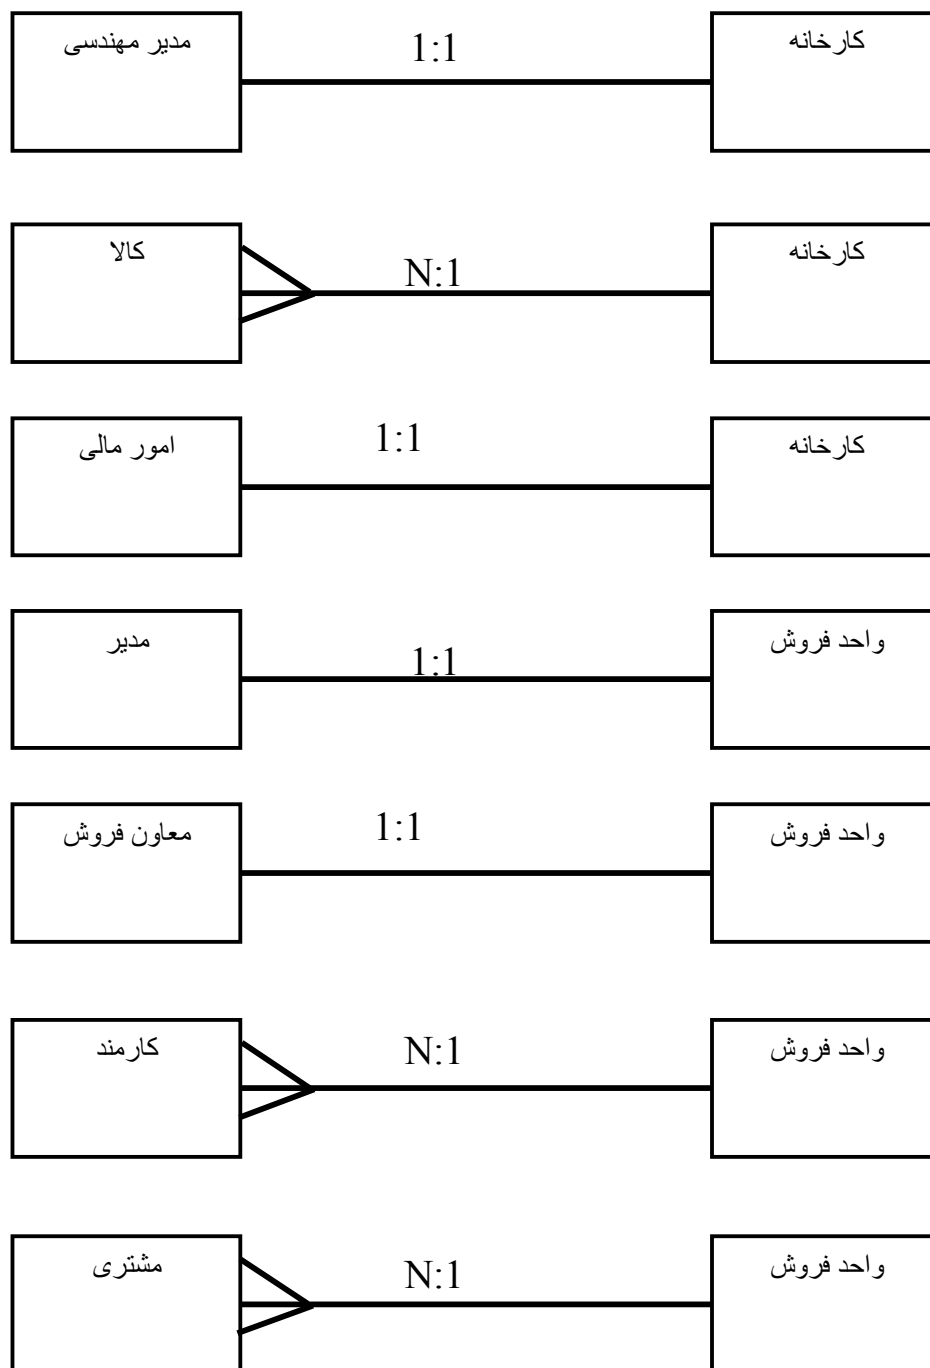 کارخانه 1:1 مدیر مهندسی
کارخانه N:1 کالا
کارخانه 1:1 امور مالی
واحد فروش 1:1 مدیر
واحد فروش 1:1 معاون فروش
واحد فروش N:1 کارمند
واحد فروش N:1 مشتری